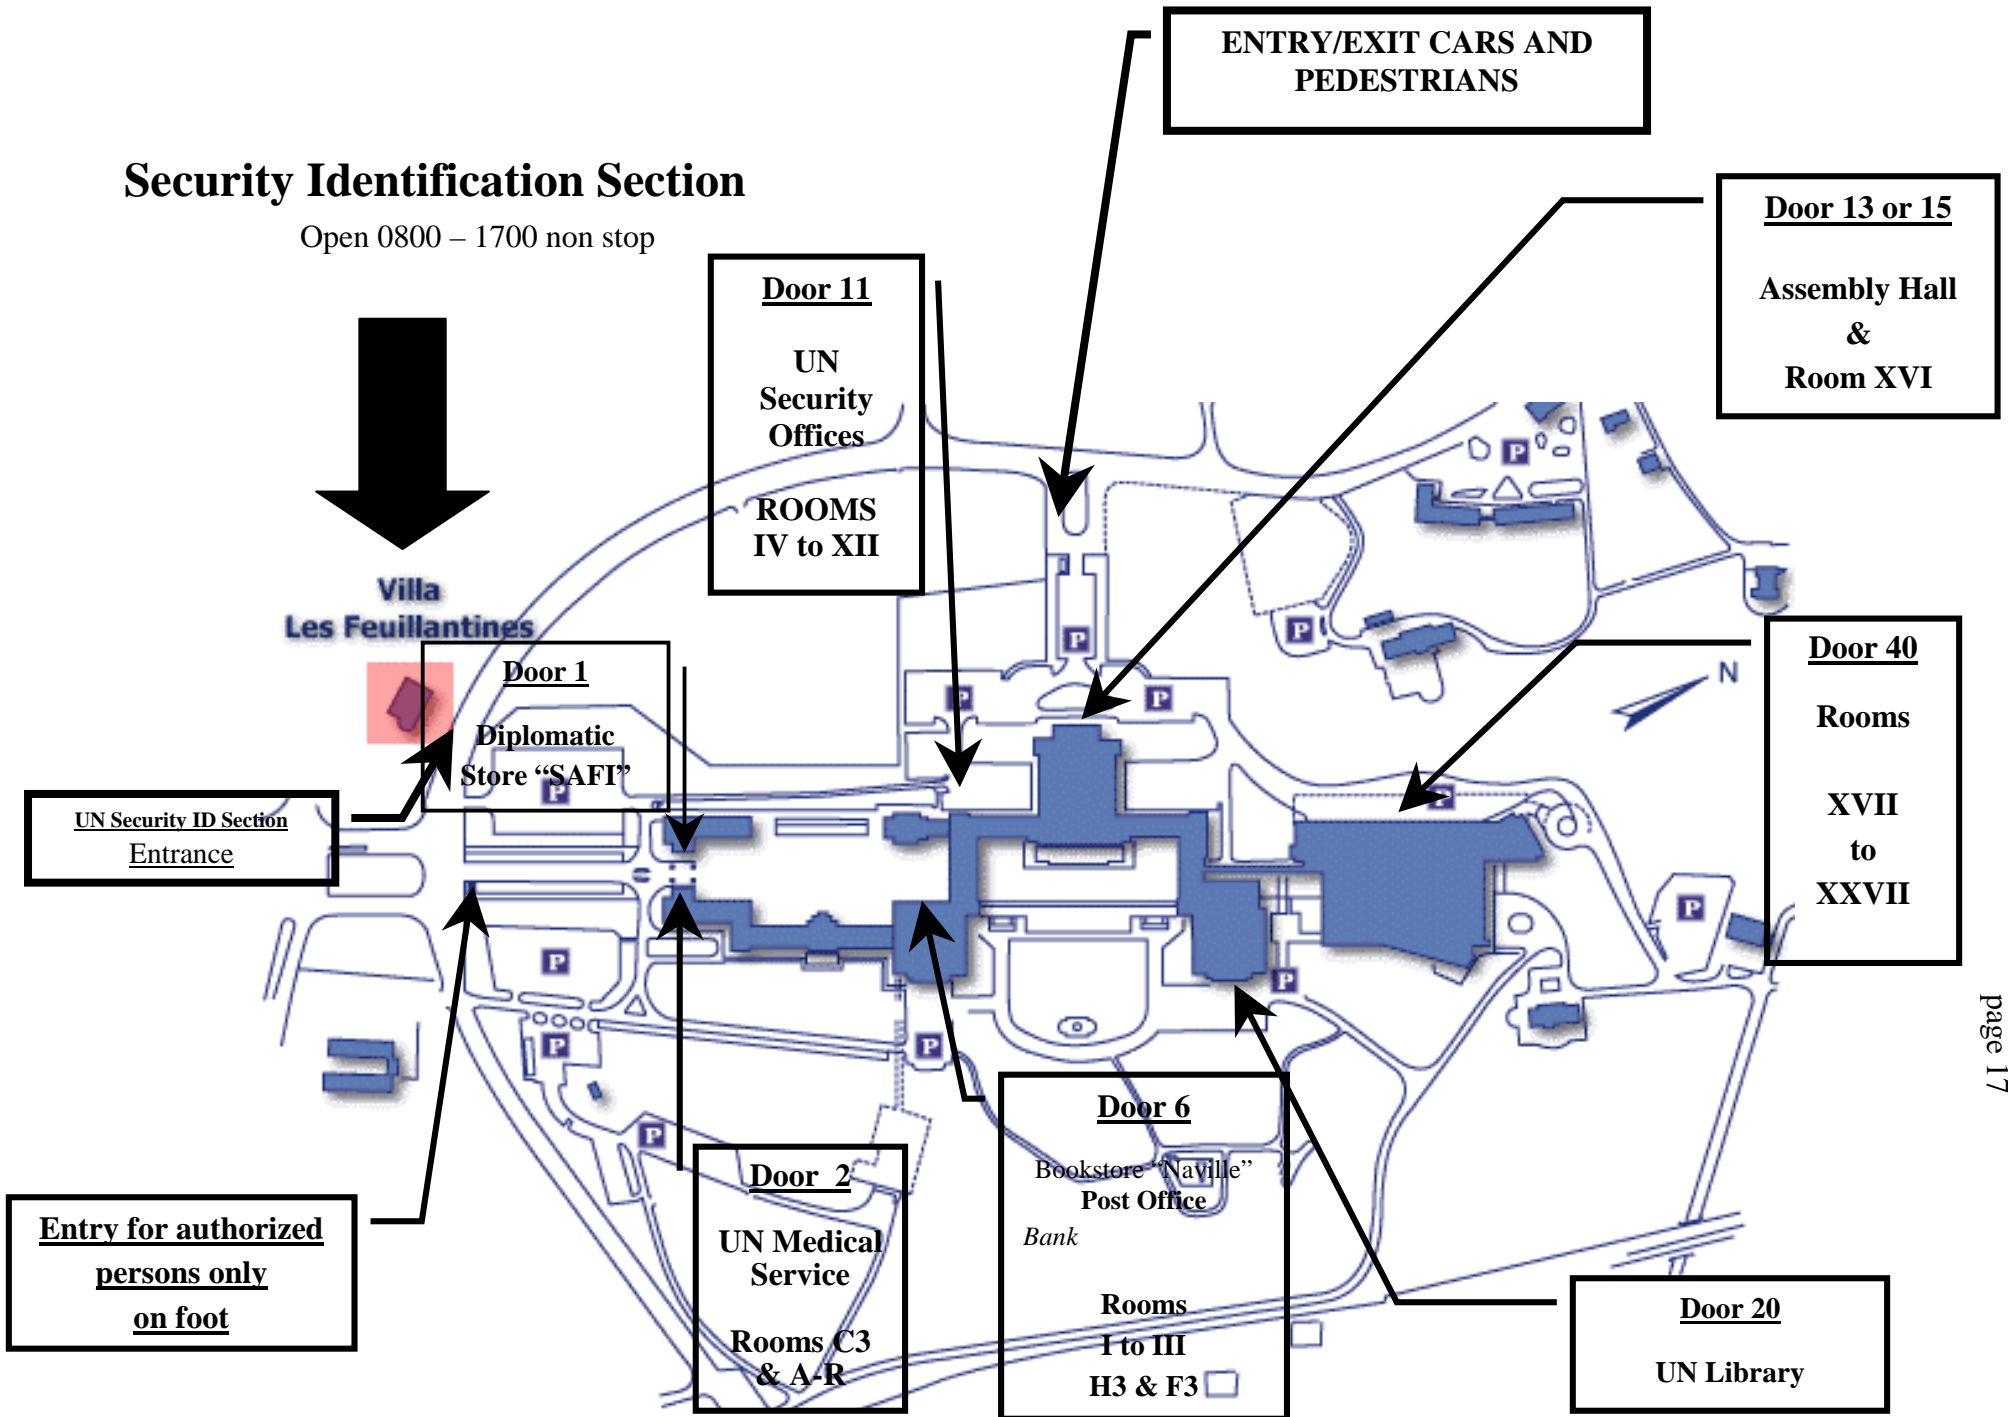 ENTRY/EXIT CARS AND
PEDESTRIANS
Security Identification Section
Open 0800 – 1700 non stop
Door 13 or 15
Assembly Hall
&
Room XVI
Door 11
UN
Security
Offices
ROOMS
IV to XII
P
Villa
Les Feuillantines
P
P
Door 1
Diplomatic
Store “SAFI”
P
P
P
N
Door 40
Rooms
XVII
to
XXVII
P
P
UN Security ID Section
Entrance
P
P
P
P
P
page 17
P
Door 6
Bookstore “Naville”
Post Office
Bank
Rooms
I to III
H3 & F3
Door 2
UN Medical
Service
Rooms C3
& A-R
Entry for authorized
persons only
on foot
Door 20
UN Library